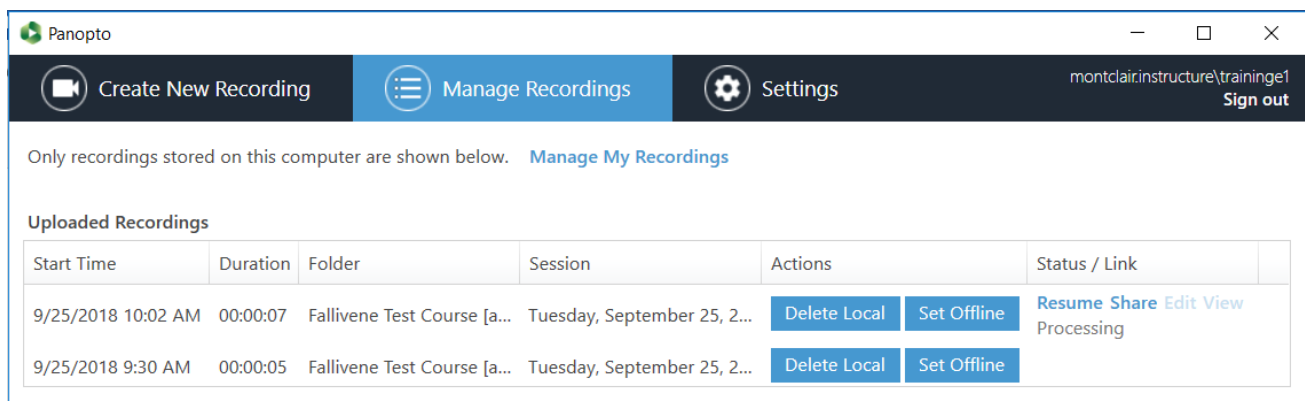 Panopto
Create New Recording Manage Recordings Settings montclair.instructure\traininge1
Sign out
Only recordings stored on this computer are shown below. Manage My Recordings
Uploaded Recordings
Start Time Duration Folder Session Actions Status / Link
9/25/2018 10:02 AM 00:00:07 Fallivene Test Course [a... Tuesday, September 25, 2... Delete Local Set Offline Resume Share Edit View
Processing
9/25/2018 9:30 AM 00:00:05 Fallivene Test Course [a... Tuesday, September 25, 2... Delete Local Set Offline